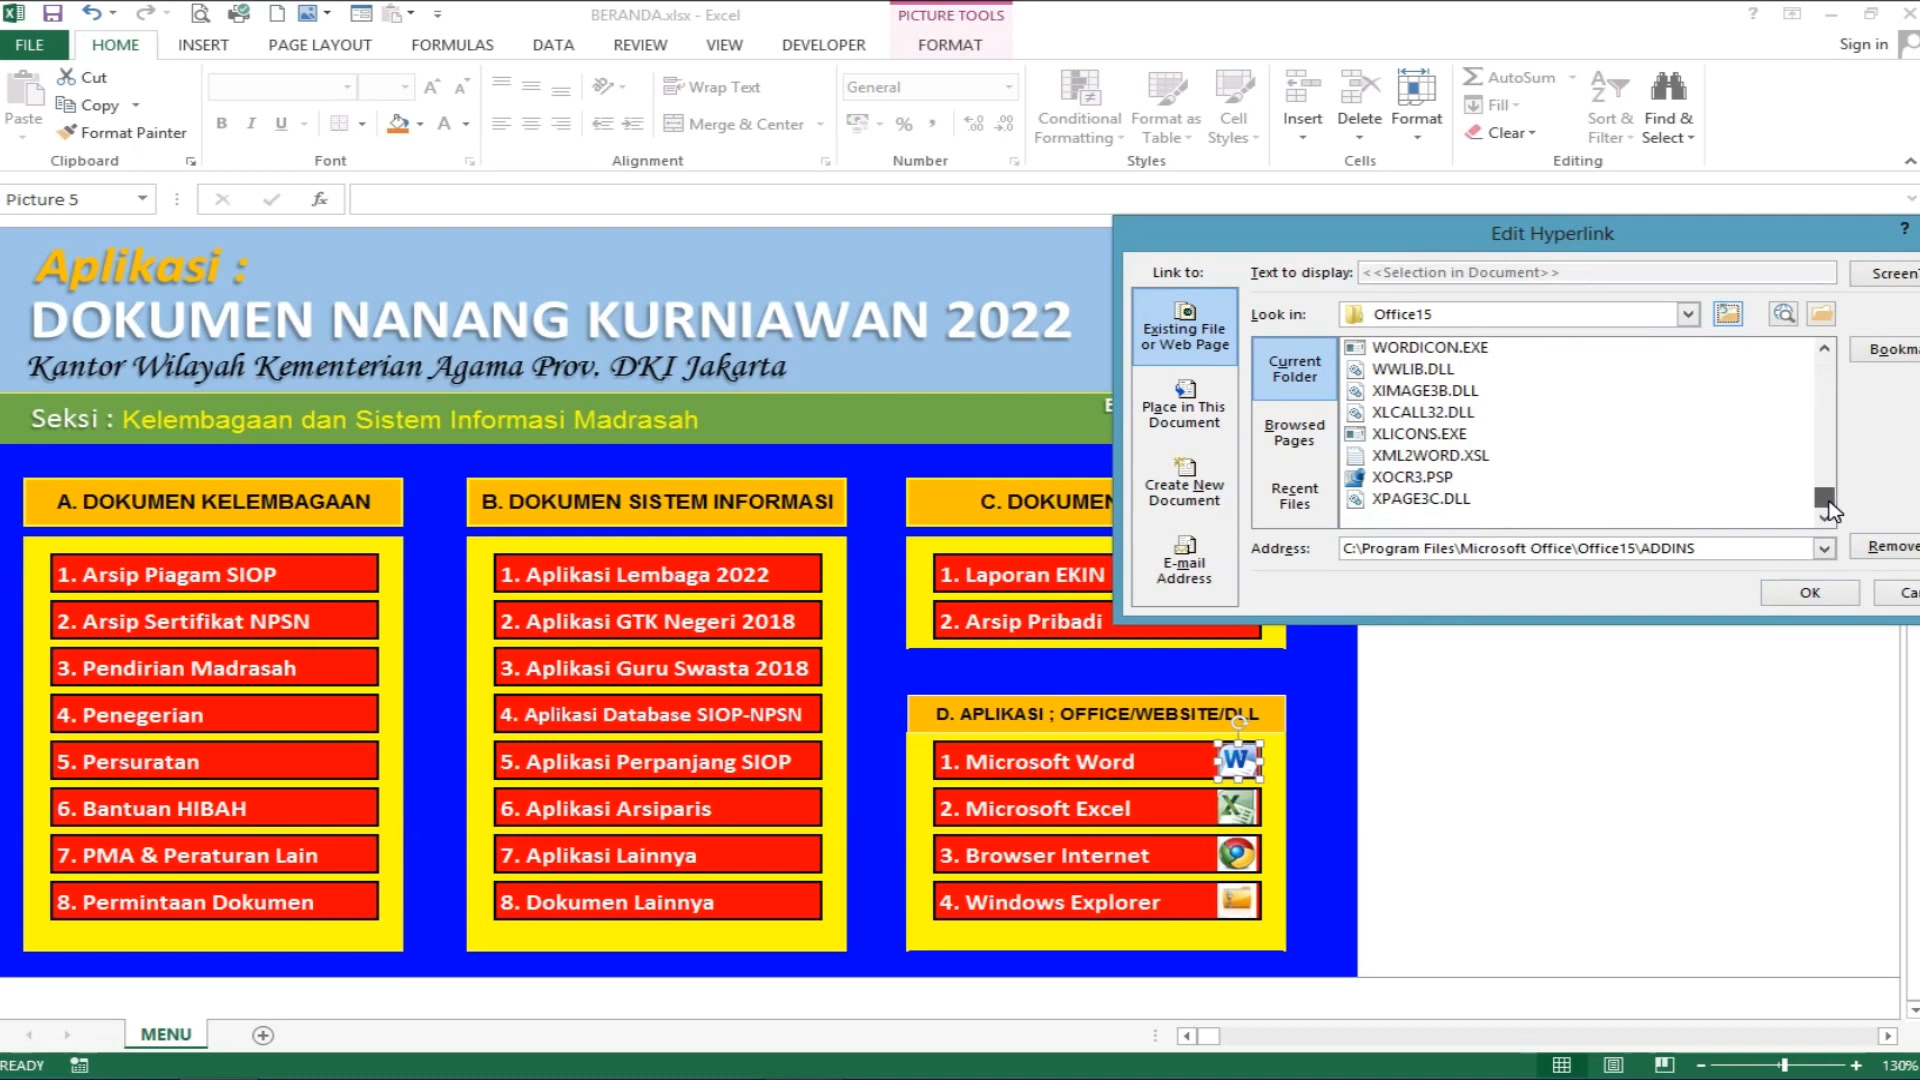 BERANDA.xlsx - Excel
PICTURE TOOLS
?
FILE
HOME
INSERT
PAGE LAYOUT
FORMULAS
DATA
REVIEW
VIEW
DEVELOPER
FORMAT
Sign in
Paste
Cut
Copy
Format Painter
Clipboard
B I U
A
Font
Wrap Text
Merge & Center
Alignment
General
%
Number
Conditional Formatting
Format as Table
Cell Styles
Styles
Insert
Delete
Format
Cells
AutoSum
Fill
Clear
Sort & Filter
Find & Select
Editing
Picture 5
fx
Aplikasi :
DOKUMEN NANANG KURNIAWAN 2022
Kantor Wilayah Kementerian Agama Prov. DKI Jakarta
Seksi : Kelembagaan dan Sistem Informasi Madrasah
A. DOKUMEN KELEMBAGAAN
1. Arsip Piagam SIOP
2. Arsip Sertifikat NPSN
3. Pendirian Madrasah
4. Penegerian
5. Persuratan
6. Bantuan HIBAH
7. PMA & Peraturan Lain
8. Permintaan Dokumen
B. DOKUMEN SISTEM INFORMASI
1. Aplikasi Lembaga 2022
2. Aplikasi GTK Negeri 2018
3. Aplikasi Guru Swasta 2018
4. Aplikasi Database SIOP-NPSN
5. Aplikasi Perpanjang SIOP
6. Aplikasi Arsiparis
7. Aplikasi Lainnya
8. Dokumen Lainnya
C. DOKUMEN
1. Laporan EKIN
2. Arsip Pribadi
D. APLIKASI ; OFFICE/WEBSITE/DLL
1. Microsoft Word
2. Microsoft Excel
3. Browser Internet
4. Windows Explorer
Edit Hyperlink
?
Link to:
Text to display: <<Selection in Document>>
Screen
Existing File or Web Page
Place in This Document
Create New Document
E-mail Address
Look in:
Office15
Current Folder
Browsed Pages
Recent Files
WORDICON.EXE
WWLIB.DLL
XIMAGE3B.DLL
XLCALL32.DLL
XLICONS.EXE
XML2WORD.XSL
XOCR3.PSP
XPAGE3C.DLL
Bookma
Address: C:\Program Files\Microsoft Office\Office15\ADDINS
Remove
OK
Ca
MENU
READY
130%